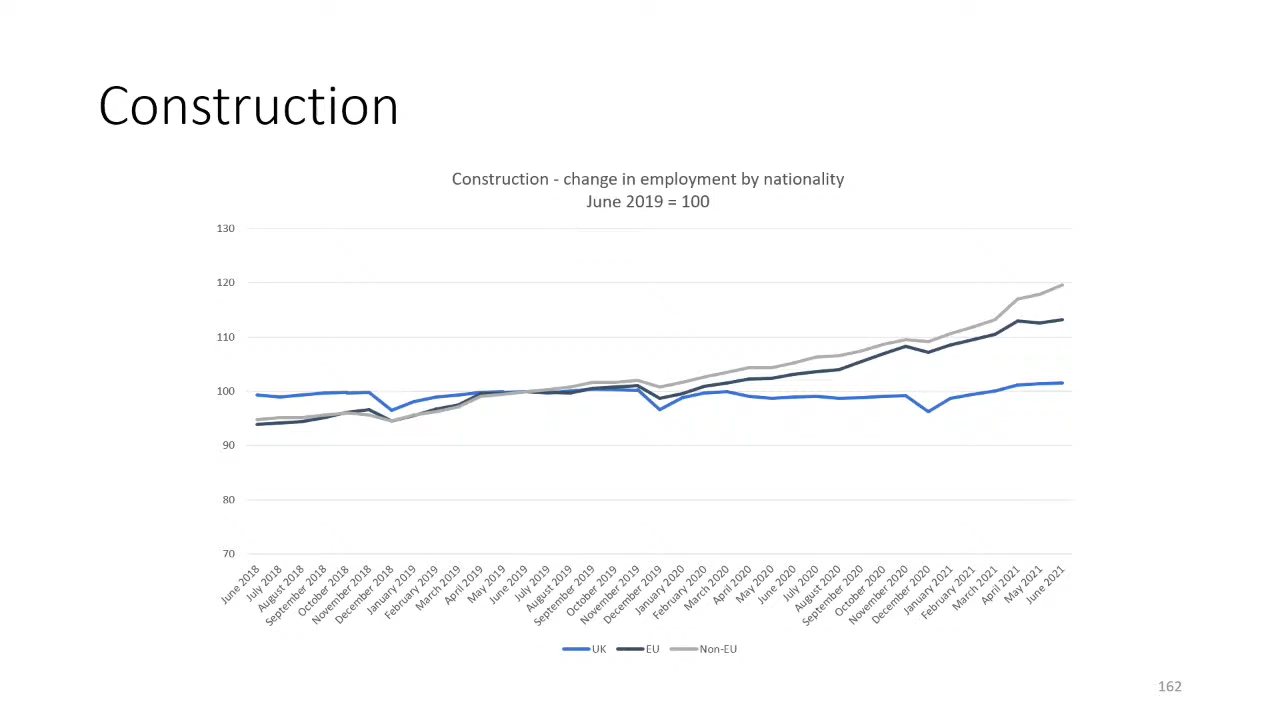 Construction
Construction - change in employment by nationality
June 2019 = 100
130
120
110
100
90
80
70
June 2018
July 2018
August 2018
September 2018
October 2018
November 2018
December 2018
January 2019
February 2019
March 2019
April 2019
May 2019
June 2019
July 2019
August 2019
September 2019
October 2019
November 2019
December 2019
January 2020
February 2020
March 2020
April 2020
May 2020
June 2020
July 2020
August 2020
September 2020
October 2020
November 2020
December 2020
January 2021
February 2021
March 2021
April 2021
May 2021
June 2021
UK EU Non-EU
162